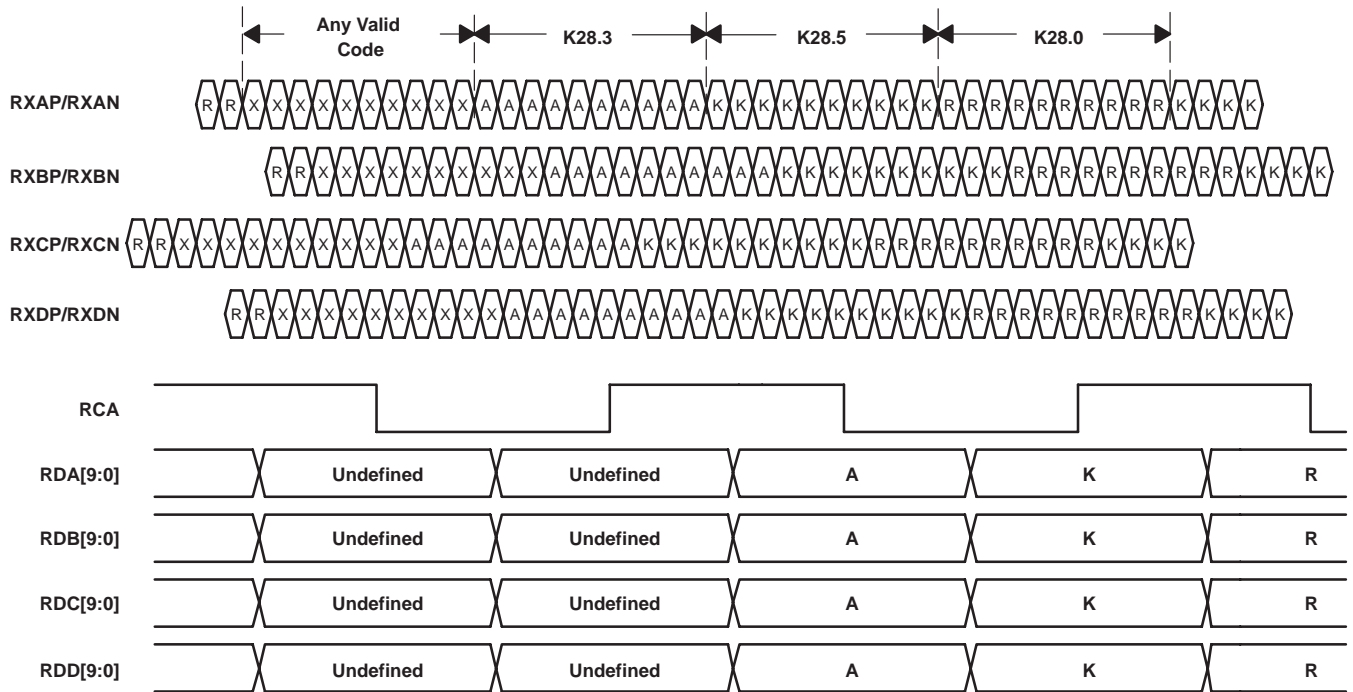 Any Valid
Code
K28.3
K28.5
K28.0
RXAP/RXAN R R X X X X X X X X X X A A A A A A A A A A K K K K K K K K K K R R R R R R R R R R K K K K
RXBP/RXBN R R X X X X X X X X X X A A A A A A A A A A K K K K K K K K K K R R R R R R R R R R K K K K
RXCP/RXCN R R X X X X X X X X X X A A A A A A A A A A K K K K K K K K K K R R R R R R R R R R K K K K
RXDP/RXDN R R X X X X X X X X X X A A A A A A A A A A K K K K K K K K K K R R R R R R R R R R K K K K
RCA
RDA[9:0] Undefined Undefined A K R
RDB[9:0] Undefined Undefined A K R
RDC[9:0] Undefined Undefined A K R
RDD[9:0] Undefined Undefined A K R